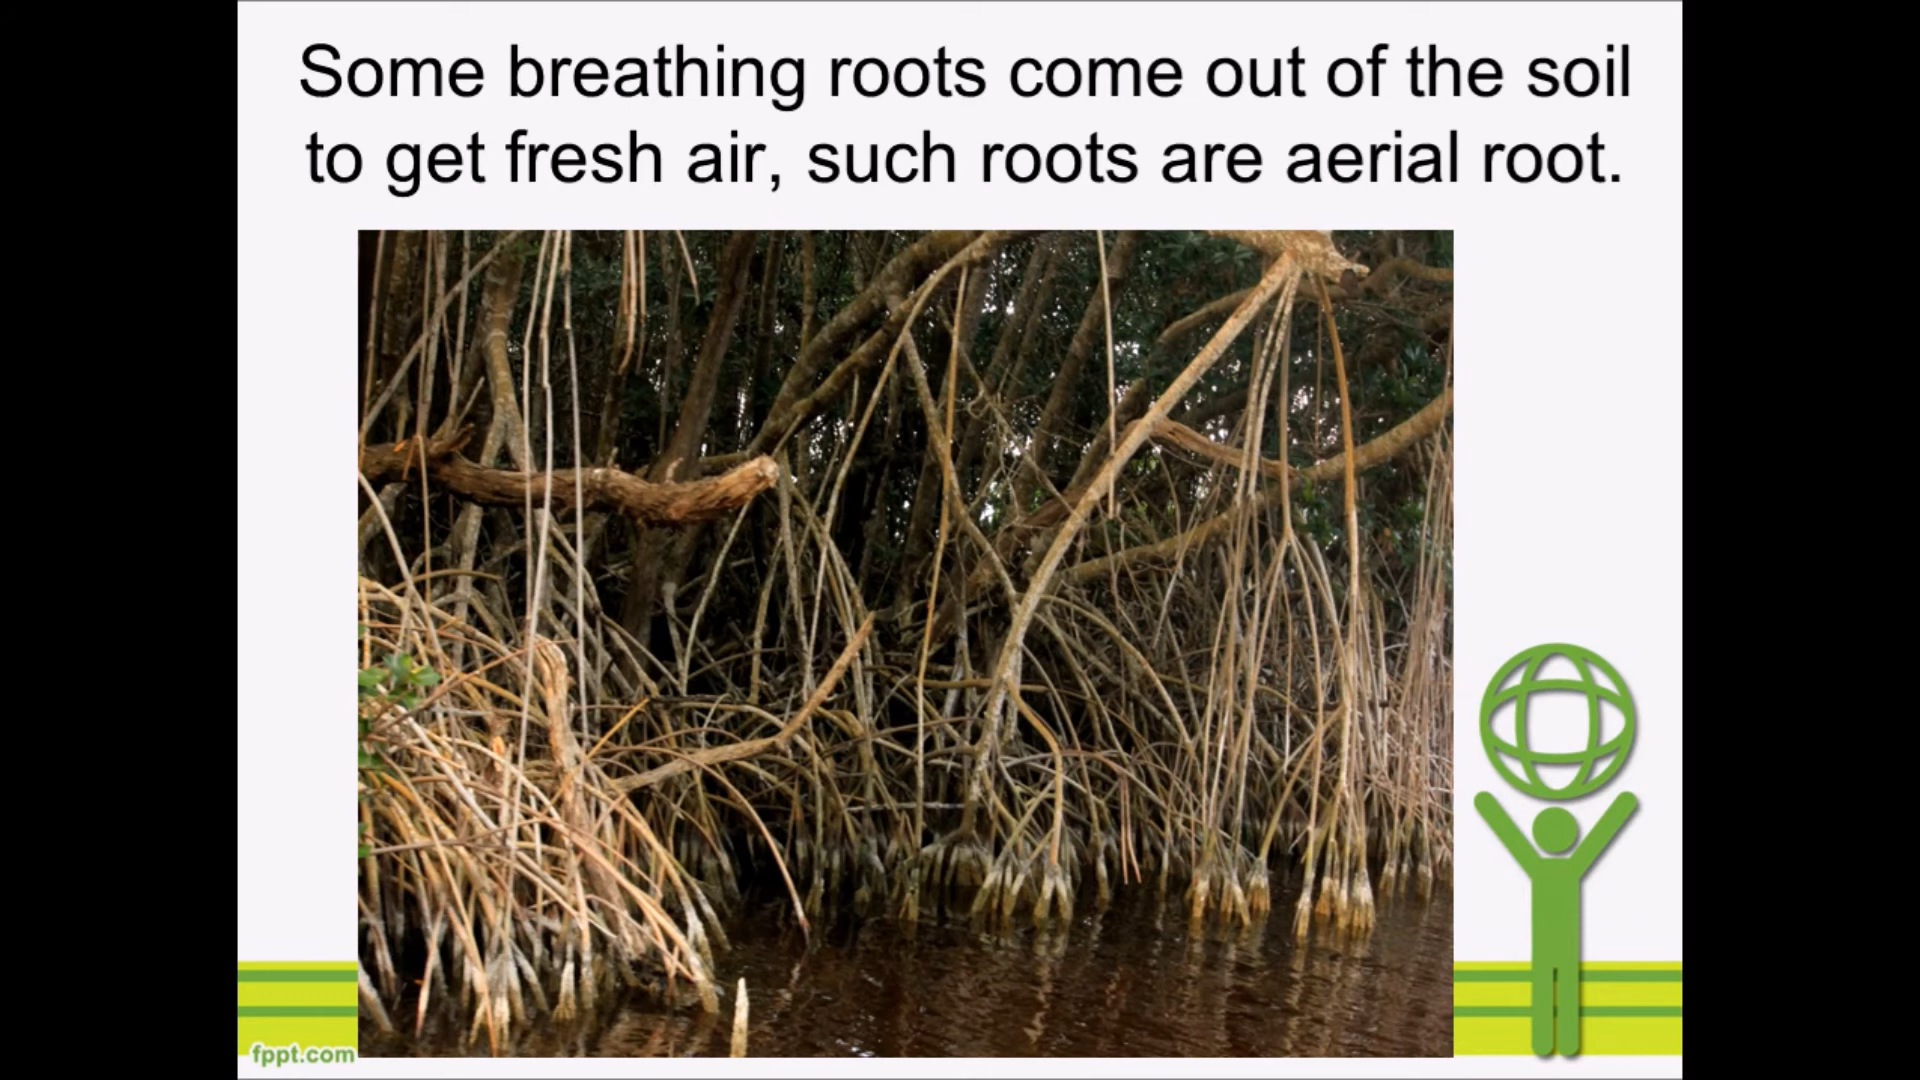 Some breathing roots come out of the soil
to get fresh air, such roots are aerial root.
fppt.com